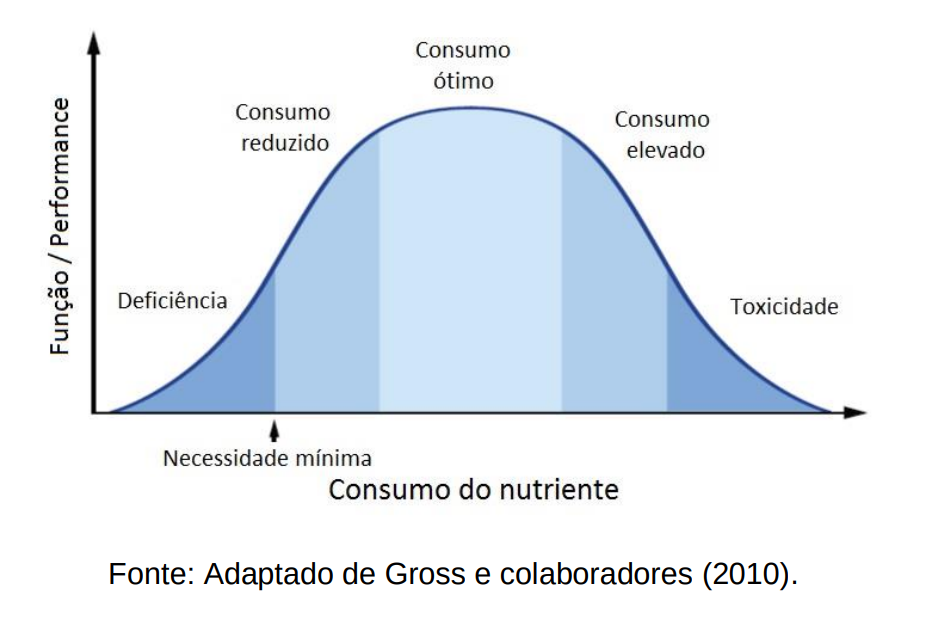 Consumo
ótimo
Consumo
reduzido
Consumo
elevado
Função / Performance
Deficiência
Toxicidade
Necessidade mínima
Consumo do nutriente
Fonte: Adaptado de Gross e colaboradores (2010).